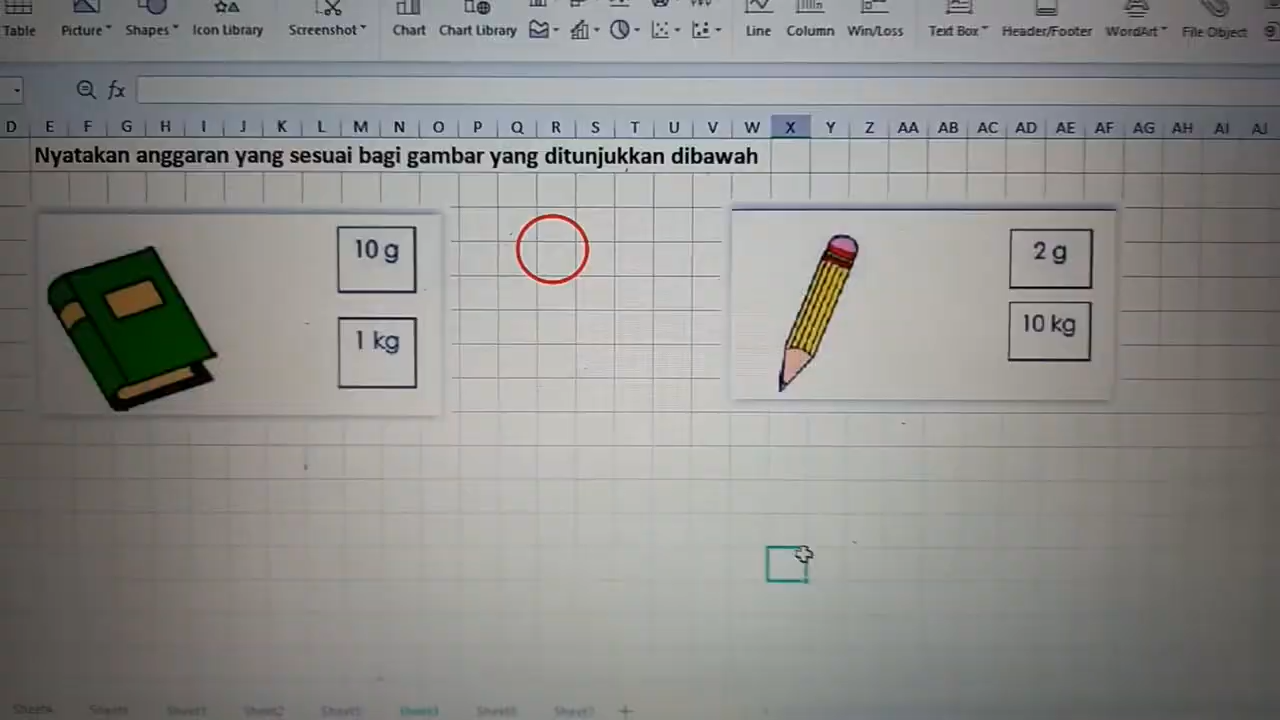 Table Picture Shapes Icon Library Screenshot Chart Chart Library Line Column Win/Loss Text Box Header/Footer WordArt File Object
fx
D E F G H I J K L M N O P Q R S T U V W X Y Z AA AB AC AD AE AF AG AH AI AJ
Nyatakan anggaran yang sesuai bagi gambar yang ditunjukkan dibawah
10 g
1 kg
2 g
10 kg